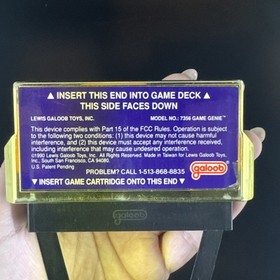 ▲ INSERT THIS END INTO GAME DECK ▲
THIS SIDE FACES DOWN
LEWIS GALOOB TOYS, INC. MODEL NO.: 7356 GAME GENIE™
This device complies with Part 15 of the FCC Rules. Operation is subject
to the following two conditions: (1) this device may not cause harmful
interference, and (2) this device must accept any interference received,
including interference that may cause undesired operation.
©1990 Lewis Galoob Toys, Inc. All Rights Reserved. Made in Taiwan for Lewis Galoob Toys,
Inc., South San Francisco, CA 94080.
U.S. Patent Pending
PROBLEM? CALL 1-513-868-8835
galoob
▼ INSERT GAME CARTRIDGE ONTO THIS END ▼
galoob